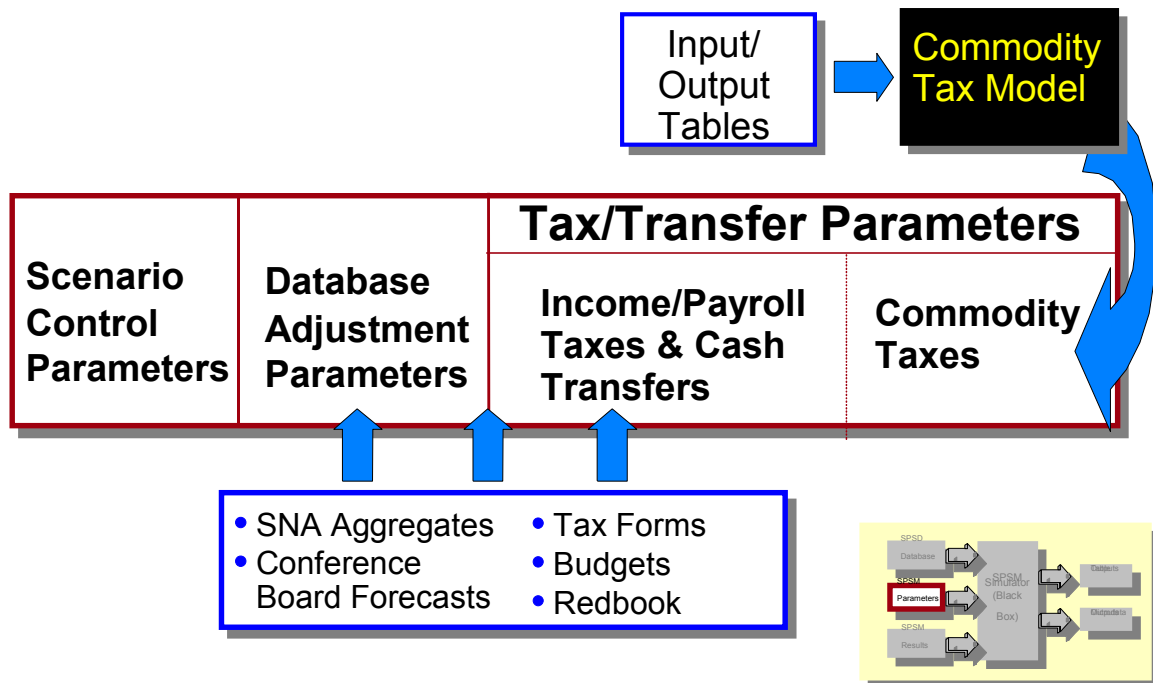 Input/
Output
Tables
Commodity
Tax Model
Scenario
Control
Parameters
Database
Adjustment
Parameters
Tax/Transfer Parameters
Income/Payroll
Taxes & Cash
Transfers
Commodity
Taxes
• SNA Aggregates
• Conference
Board Forecasts
• Tax Forms
• Budgets
• Redbook
SPSD
Database
SPSM
Parameters
SPSM
Results
SPSM
Simulator
(Black
Box)